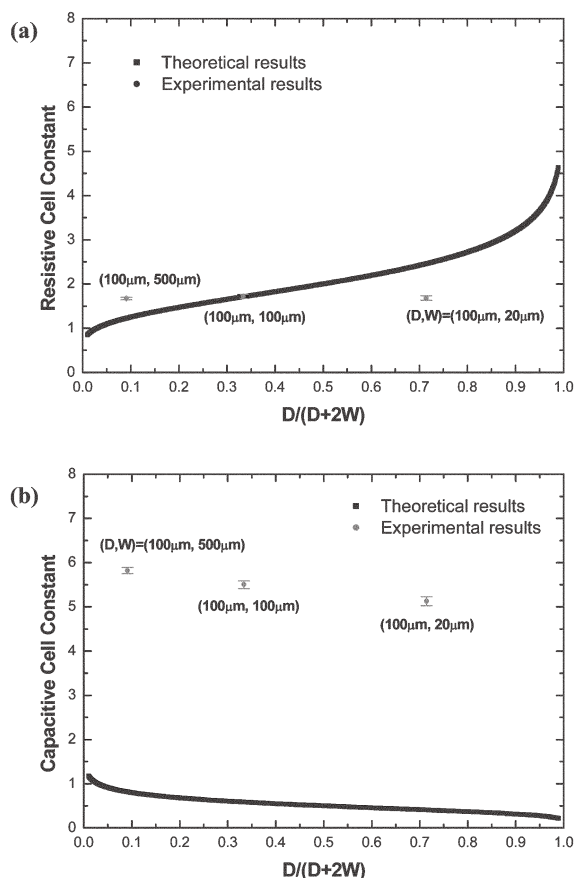 (a)
8
7
6
5
4
3
2
1
0
Resistive Cell Constant
Theoretical results
Experimental results
(100μm, 500μm)
(100μm, 100μm)
(D,W)=(100μm, 20μm)
0.0 0.1 0.2 0.3 0.4 0.5 0.6 0.7 0.8 0.9 1.0
D/(D+2W)
(b)
8
7
6
5
4
3
2
1
0
Capacitive Cell Constant
Theoretical results
Experimental results
(D,W)=(100μm, 500μm)
(100μm, 100μm)
(100μm, 20μm)
0.0 0.1 0.2 0.3 0.4 0.5 0.6 0.7 0.8 0.9 1.0
D/(D+2W)